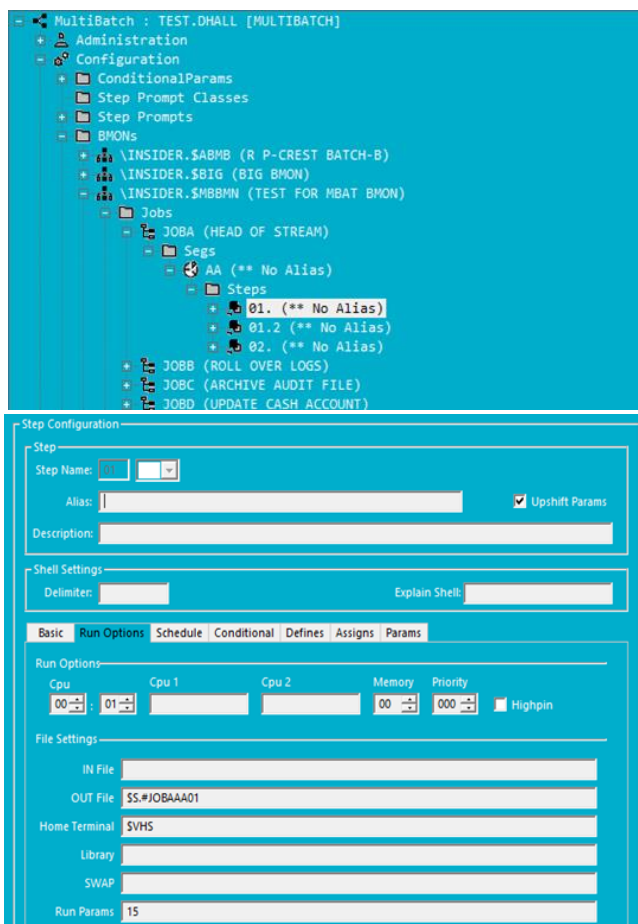 MultiBatch : TEST.DHALL [MULTIBATCH]
Administration
Configuration
ConditionalParams
Step Prompt Classes
Step Prompts
BMONs
\INSIDER.$ABMB (R P-CREST BATCH-B)
\INSIDER.$BIG (BIG BMON)
\INSIDER.$MBBMN (TEST FOR MBAT BMON)
Jobs
JOBA (HEAD OF STREAM)
Segs
AA (** No Alias)
Steps
01. (** No Alias)
01.2 (** No Alias)
02. (** No Alias)
JOBB (ROLL OVER LOGS)
JOBC (ARCHIVE AUDIT FILE)
JOBD (UPDATE CASH ACCOUNT)
Step Configuration
Step
Step Name: 01
Alias: Upshift Params
Description:
Shell Settings
Delimiter: Explain Shell:
Basic Run Options Schedule Conditional Defines Assigns Params
Run Options
Cpu Cpu 1 Cpu 2 Memory Priority
00 : 01 00 000 Highpin
File Settings
IN File
OUT File $S.#JOBAAA01
Home Terminal $VHS
Library
SWAP
Run Params 15